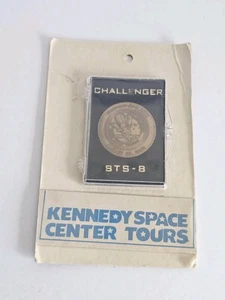 CHALLENGER
STS-8
KENNEDY SPACE
CENTER TOURS